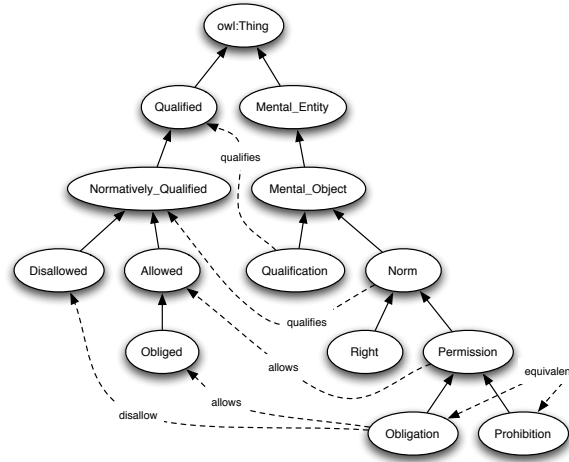 owl:Thing
Qualified
Mental_Entity
qualifies
Normatively_Qualified
Mental_Object
Disallowed
Allowed
Qualification
Norm
qualifies
Obliged
Right
Permission
allows
equivalen
allows
disallow
Obligation
Prohibition